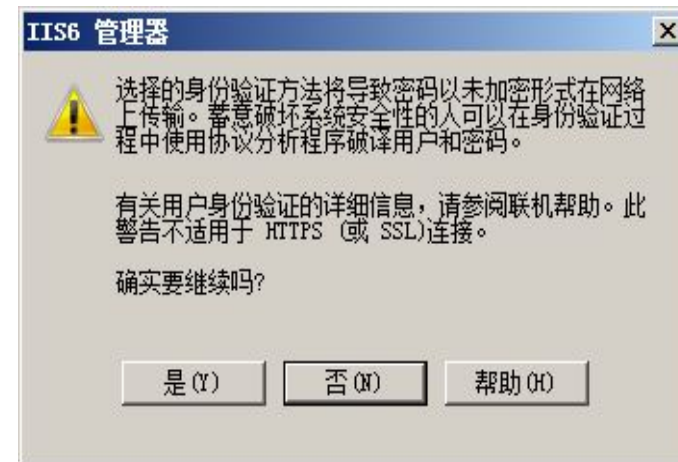 IIS6 管理器
选择的身份验证方法将导致密码以未加密形式在网络
上传输。蓄意破坏系统安全性的人可以在身份验证过
程中使用协议分析程序破译用户和密码。
有关用户身份验证的详细信息，请参阅联机帮助。此
警告不适用于 HTTPS (或 SSL)连接。
确实要继续吗?
是(Y)
否(N)
帮助(H)